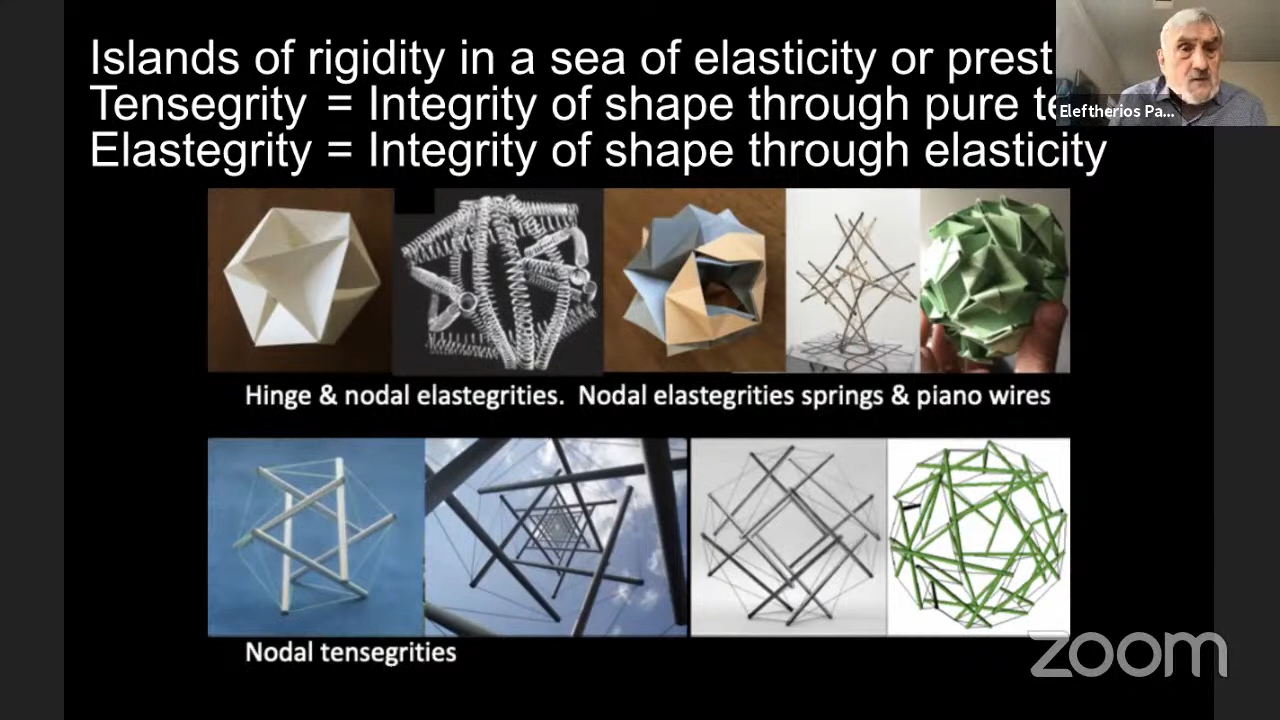 Islands of rigidity in a sea of elasticity or prest
Tensegrity = Integrity of shape through pure te
Elastegrity = Integrity of shape through elasticity
Eleftherios Pa...
Hinge & nodal elastegrities. Nodal elastegrities springs & piano wires
Nodal tensegrities
zoom